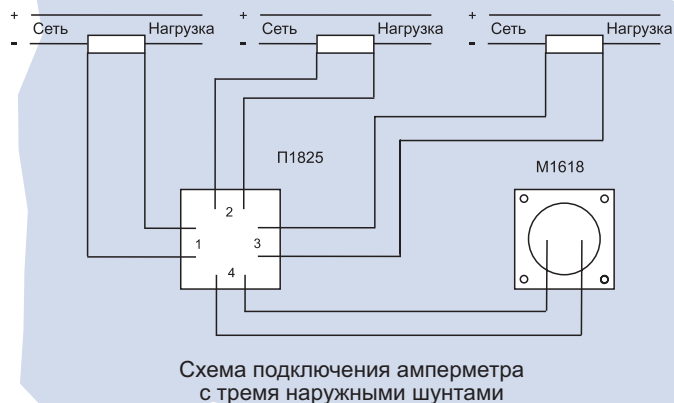 + + +
- Сеть Нагрузка - Сеть Нагрузка - Сеть Нагрузка
П1825
М1618
2
1 3
4
Схема подключения амперметра
с тремя наружными шунтами